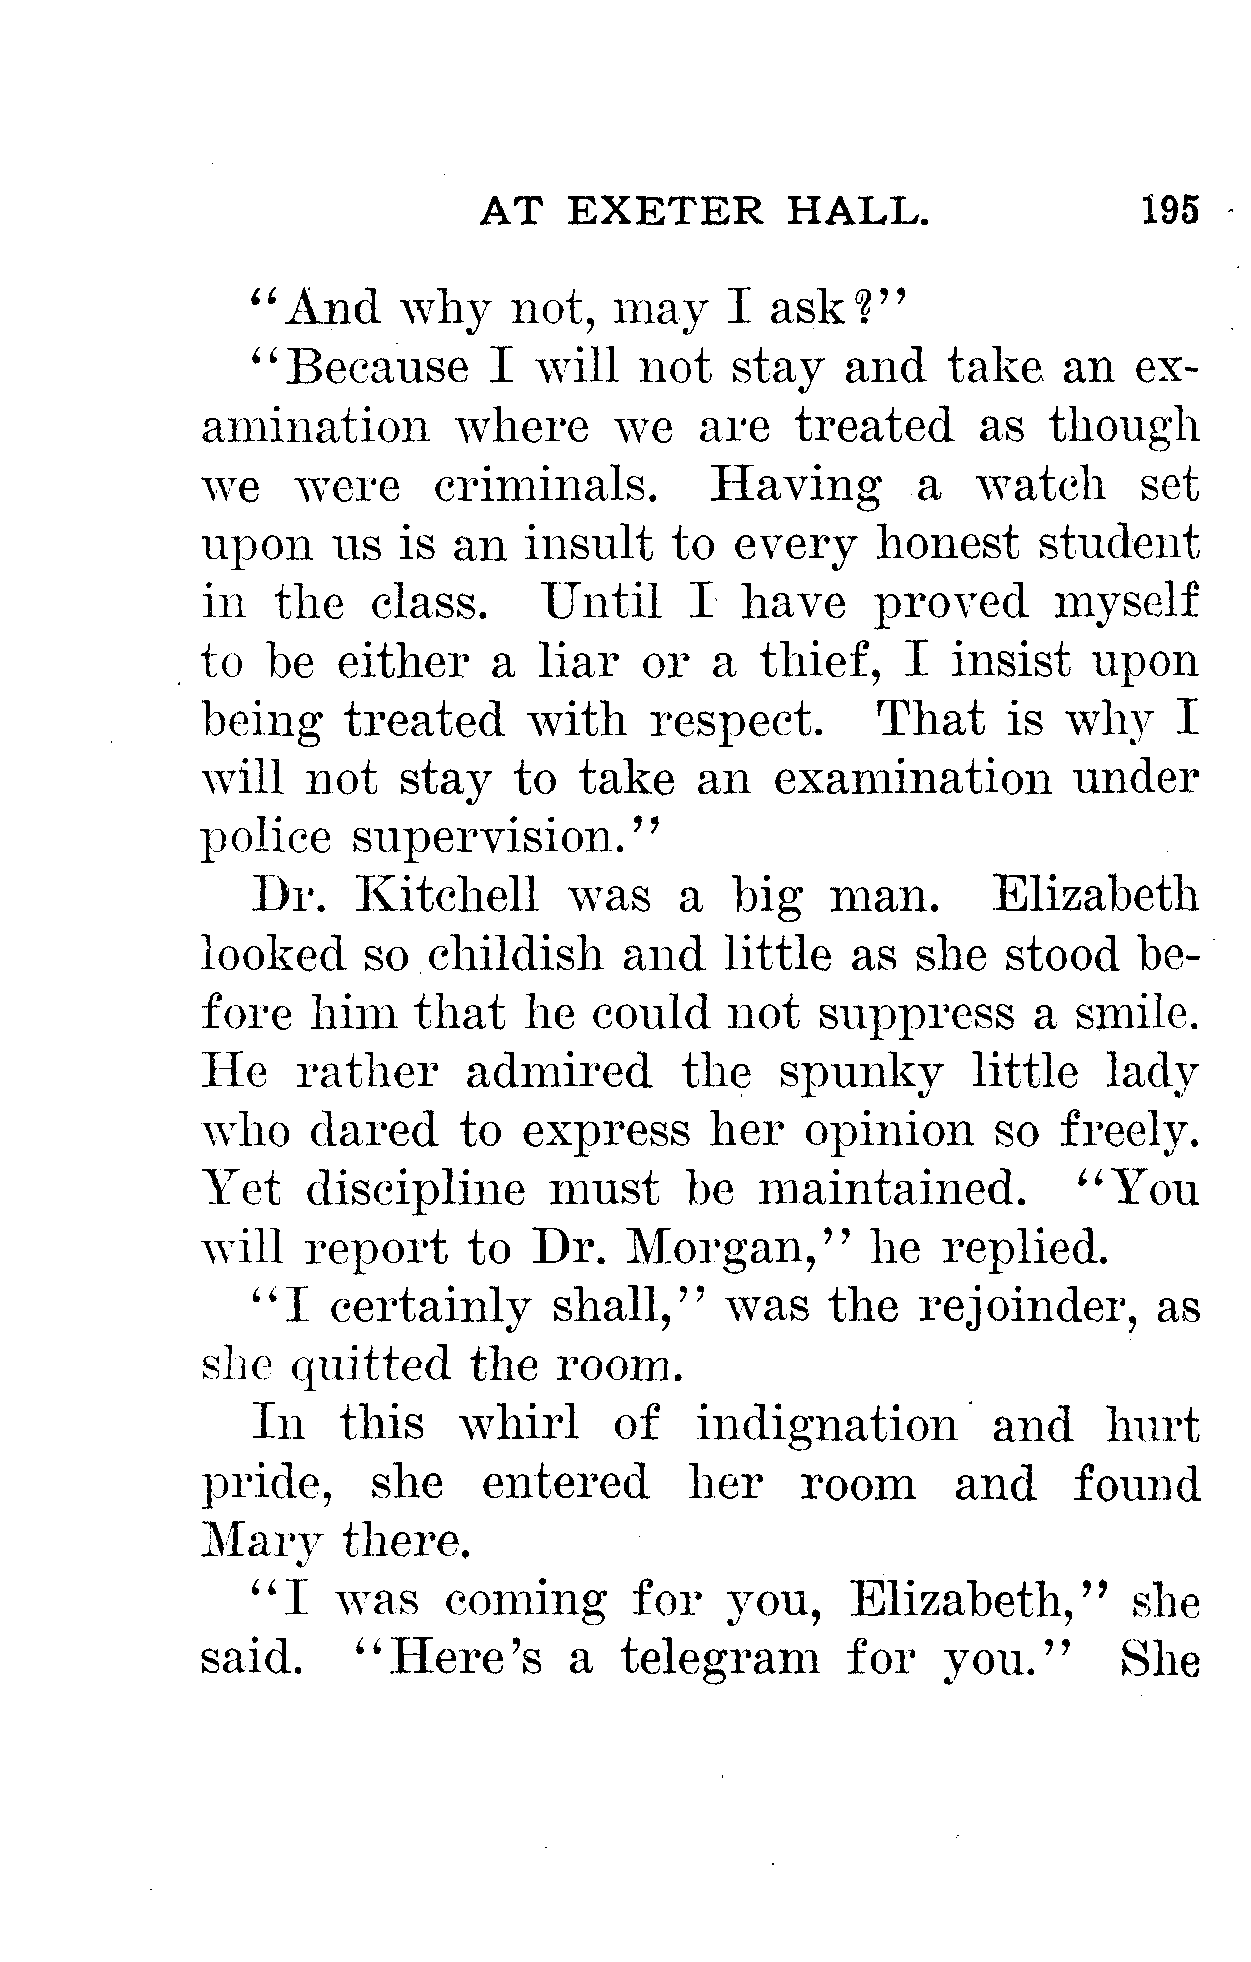 AT EXETER HALL. 195
"And why not, may I ask?"
"Because I will not stay and take an ex-
amination where we are treated as though
we were criminals. Having a watch set
upon us is an insult to every honest student
in the class. Until I have proved myself
to be either a liar or a thief, I insist upon
being treated with respect. That is why I
will not stay to take an examination under
police supervision."
Dr. Kitchell was a big man. Elizabeth
looked so childish and little as she stood be-
fore him that he could not suppress a smile.
He rather admired the spunky little lady
who dared to express her opinion so freely.
Yet discipline must be maintained. "You
will report to Dr. Morgan," he replied.
"I certainly shall," was the rejoinder, as
she quitted the room.
In this whirl of indignation and hurt
pride, she entered her room and found
Mary there.
"I was coming for you, Elizabeth," she
said. "Here's a telegram for you." She